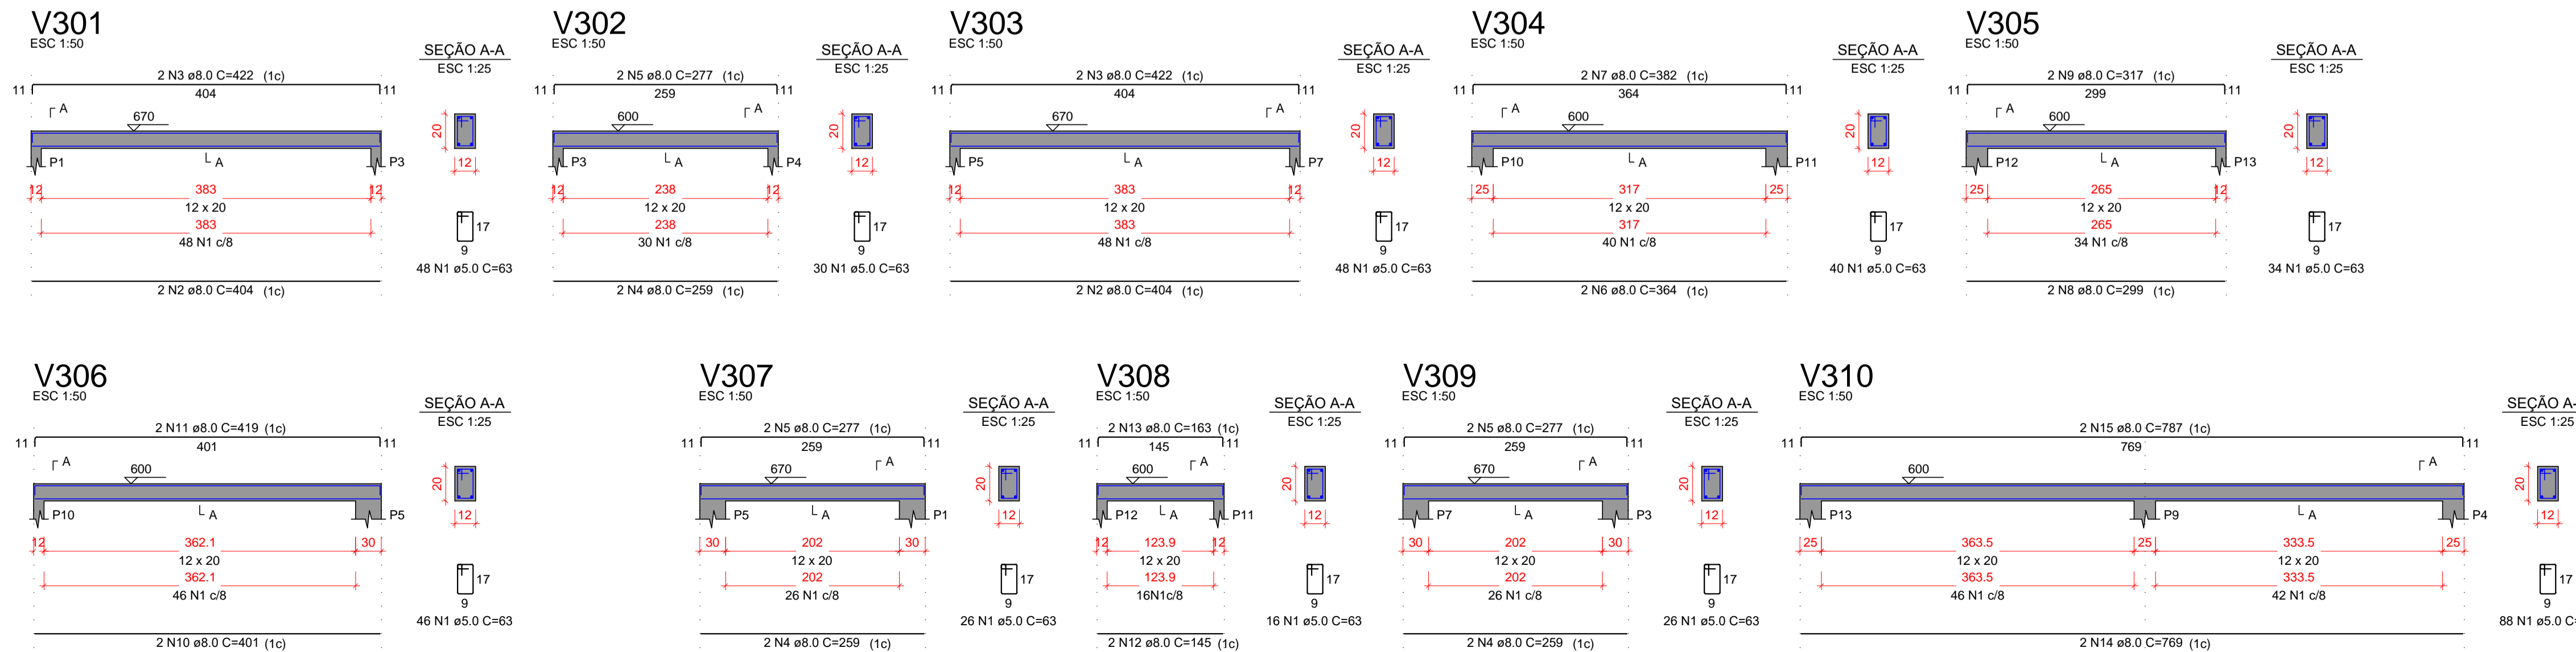 V301
ESC 1:50
SEÇÃO A-A
ESC 1:25
2 N3 ø8.0 C=422 (1c)
11 404 11
A
670
20
P1 A P3
12
12 383 12
12 x 20
383
48 N1 c/8
17
9
48 N1 ø5.0 C=63
2 N2 ø8.0 C=404 (1c)
V302
ESC 1:50
SEÇÃO A-A
ESC 1:25
2 N5 ø8.0 C=277 (1c)
11 259 11
A
600
20
P3 A P4
12
12 238 12
12 x 20
238
30 N1 c/8
17
9
30 N1 ø5.0 C=63
2 N4 ø8.0 C=259 (1c)
V303
ESC 1:50
SEÇÃO A-A
ESC 1:25
2 N3 ø8.0 C=422 (1c)
11 404 11
A
670
20
P5 A P7
12
12 383 12
12 x 20
383
48 N1 c/8
17
9
48 N1 ø5.0 C=63
2 N2 ø8.0 C=404 (1c)
V304
ESC 1:50
SEÇÃO A-A
ESC 1:25
2 N7 ø8.0 C=382 (1c)
11 364 11
A
600
20
P10 A P11
12
25 317 25
12 x 20
317
40 N1 c/8
17
9
40 N1 ø5.0 C=63
2 N6 ø8.0 C=364 (1c)
V305
ESC 1:50
SEÇÃO A-A
ESC 1:25
2 N9 ø8.0 C=317 (1c)
11 299 11
A
600
20
P12 A P13
12
25 265 12
12 x 20
265
34 N1 c/8
17
9
34 N1 ø5.0 C=63
2 N8 ø8.0 C=299 (1c)
V306
ESC 1:50
SEÇÃO A-A
ESC 1:25
2 N11 ø8.0 C=419 (1c)
11 401 11
A
600
20
P10 A P5
12
12 362.1 30
12 x 20
362.1
46 N1 c/8
17
9
46 N1 ø5.0 C=63
2 N10 ø8.0 C=401 (1c)
V307
ESC 1:50
SEÇÃO A-A
ESC 1:25
2 N5 ø8.0 C=277 (1c)
11 259 11
A
670
20
P5 A P1
12
30 202 30
12 x 20
202
26 N1 c/8
17
9
26 N1 ø5.0 C=63
2 N4 ø8.0 C=259 (1c)
V308
ESC 1:50
SEÇÃO A-A
ESC 1:25
2 N13 ø8.0 C=163 (1c)
11 145 11
A
600
20
P12 A P11
12
12 123.9 12
12 x 20
123.9
16N1c/8
17
9
16 N1 ø5.0 C=63
2 N12 ø8.0 C=145 (1c)
V309
ESC 1:50
SEÇÃO A-A
ESC 1:25
2 N5 ø8.0 C=277 (1c)
11 259 11
A
670
20
P7 A P3
12
30 202 30
12 x 20
202
26 N1 c/8
17
9
26 N1 ø5.0 C=63
2 N4 ø8.0 C=259 (1c)
V310
ESC 1:50
SEÇÃO A-
ESC 1:25
2 N15 ø8.0 C=787 (1c)
11 769 11
A
600
20
P13 P9 A P4
12
25 363.5 25 333.5 25
12 x 20 12 x 20
363.5 333.5
46 N1 c/8 42 N1 c/8
17
9
88 N1 ø5.0 C=
2 N14 ø8.0 C=769 (1c)